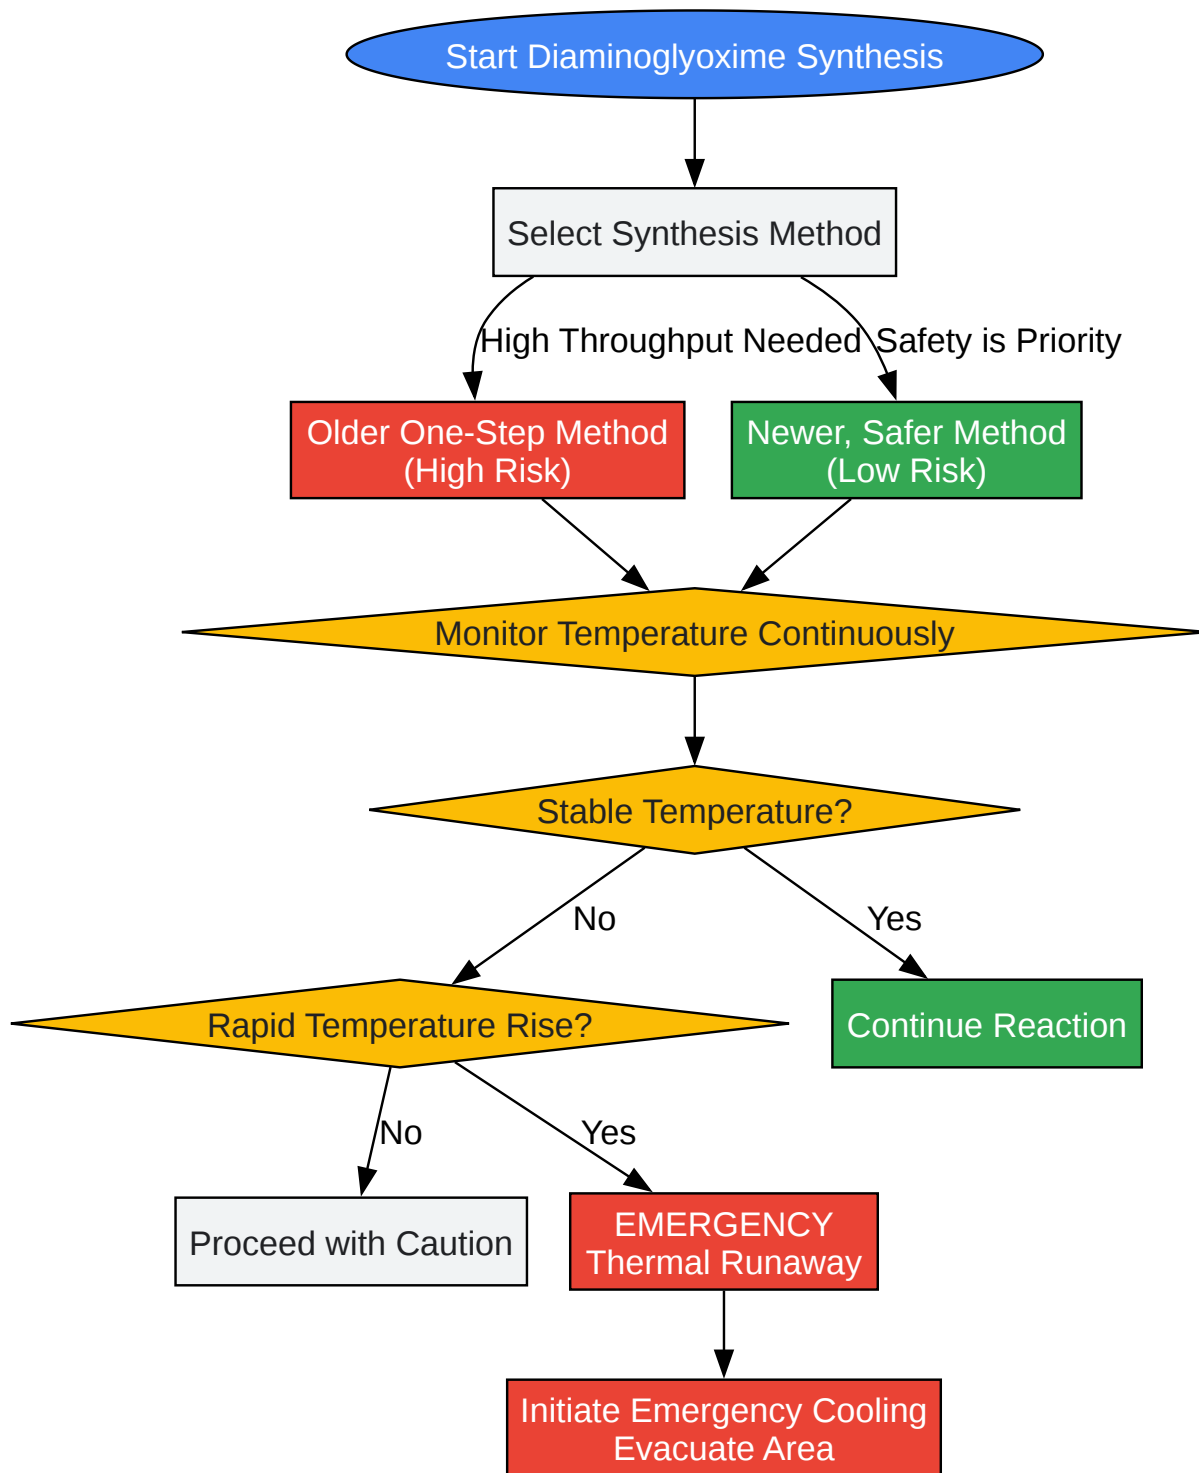 Start Diaminoglyoxime Synthesis
Select Synthesis Method
High Throughput Needed
Safety is Priority
Older One-Step Method
(High Risk)
Newer, Safer Method
(Low Risk)
Monitor Temperature Continuously
Stable Temperature?
No
Yes
Rapid Temperature Rise?
Continue Reaction
No
Yes
Proceed with Caution
EMERGENCY
Thermal Runaway
Initiate Emergency Cooling
Evacuate Area